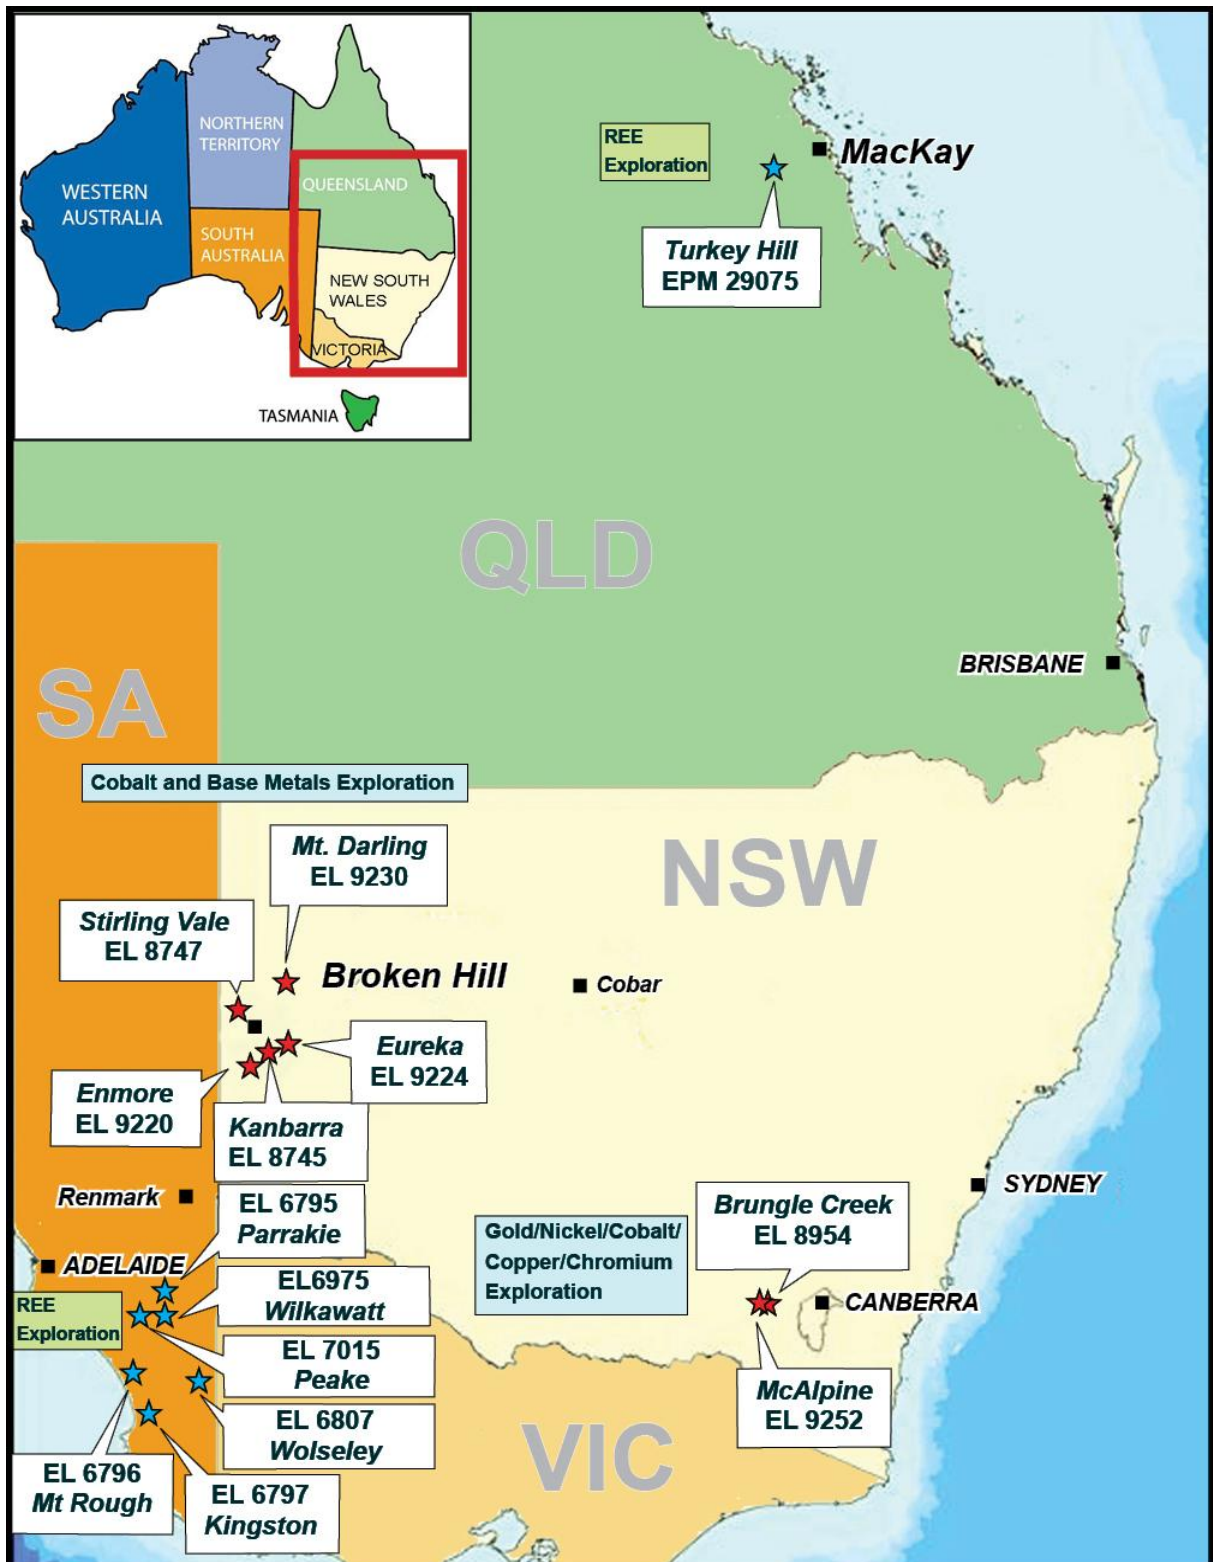 NORTHERN
TERRITORY
QUEENSLAND
WESTERN
AUSTRALIA
SOUTH
AUSTRALIA
NEW SOUTH
WALES
VICTORIA
TASMANIA
REE
Exploration
MacKay
Turkey Hill
EPM 29075
QLD
BRISBANE
SA
Cobalt and Base Metals Exploration
NSW
Mt. Darling
EL 9230
Stirling Vale
EL 8747
Broken Hill
Cobar
Eureka
EL 9224
Enmore
EL 9220
Kanbarra
EL 8745
Renmark
SYDNEY
EL 6795
Parrakie
Brungle Creek
EL 8954
Gold/Nickel/Cobalt/
Copper/Chromium
Exploration
ADELAIDE
EL6975
Wilkawatt
CANBERRA
REE
Exploration
EL 7015
Peake
McAlpine
EL 9252
EL 6807
Wolseley
VIC
EL 6796
Mt Rough
EL 6797
Kingston